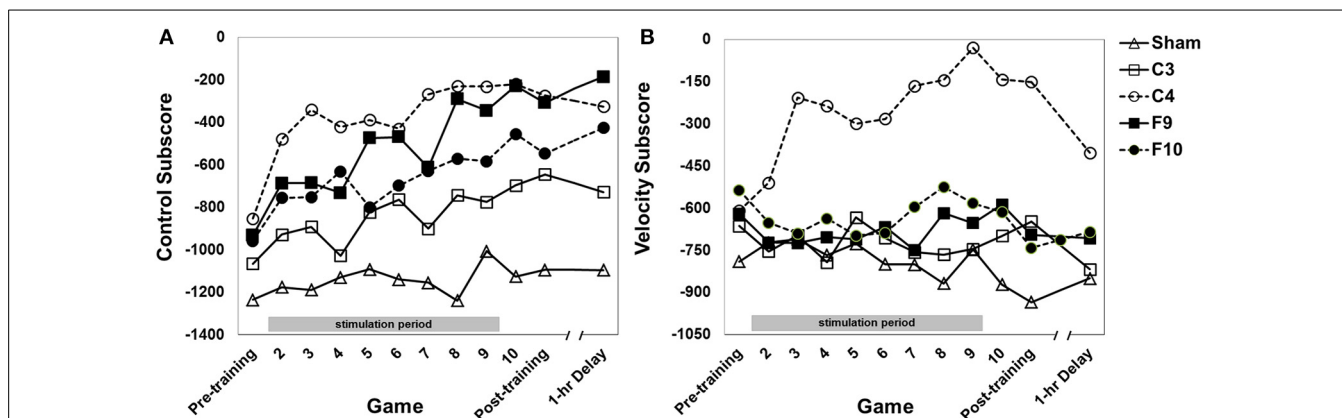 A
Control Subscore
0
-200
-400
-600
-800
-1000
-1200
-1400
stimulation period
Pre-training
2
3
4
5
6
7
8
9
10
Post-training
1-hr Delay
Game
B
Velocity Subscore
-0
-150
-300
-450
-600
-750
-900
-1050
stimulation period
Pre-training
2
3
4
5
6
7
8
9
10
Post-training
1-hr Delay
Game
Sham
C3
C4
F9
F10